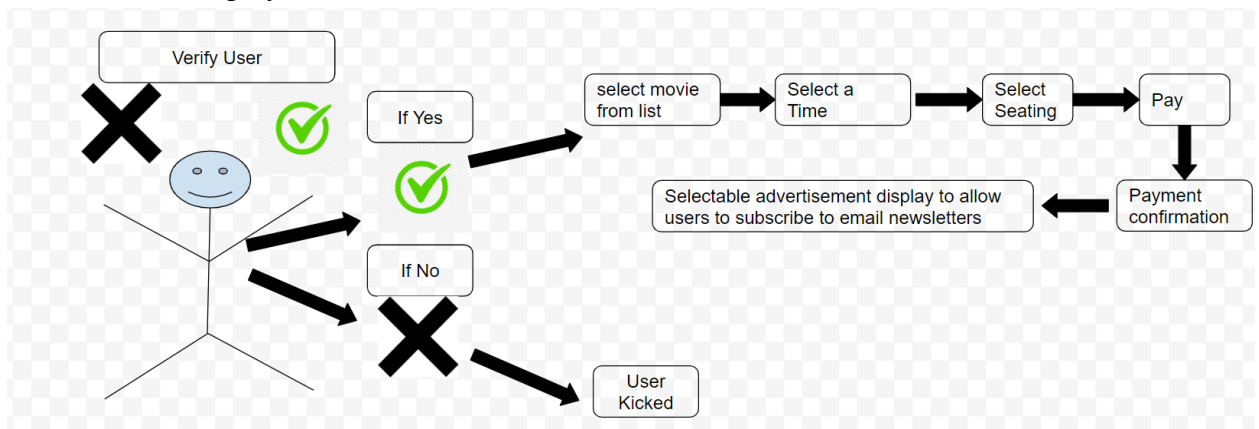 Verify User
If Yes
select movie
from list
Select a
Time
Select
Seating
Pay
Selectable advertisement display to allow
users to subscribe to email newsletters
Payment
confirmation
If No
User
Kicked